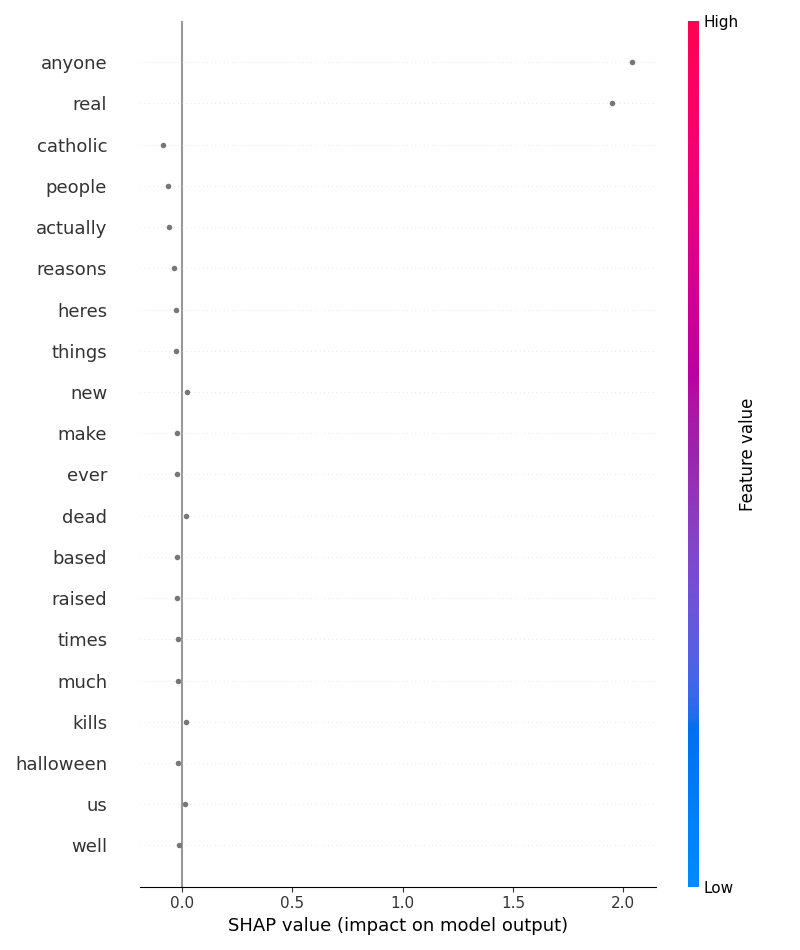 High
anyone
real
catholic
people
actually
reasons
heres
things
new
make
ever
dead
based
raised
times
much
kills
halloween
us
well
Feature value
Low
0.0 0.5 1.0 1.5 2.0
SHAP value (impact on model output)